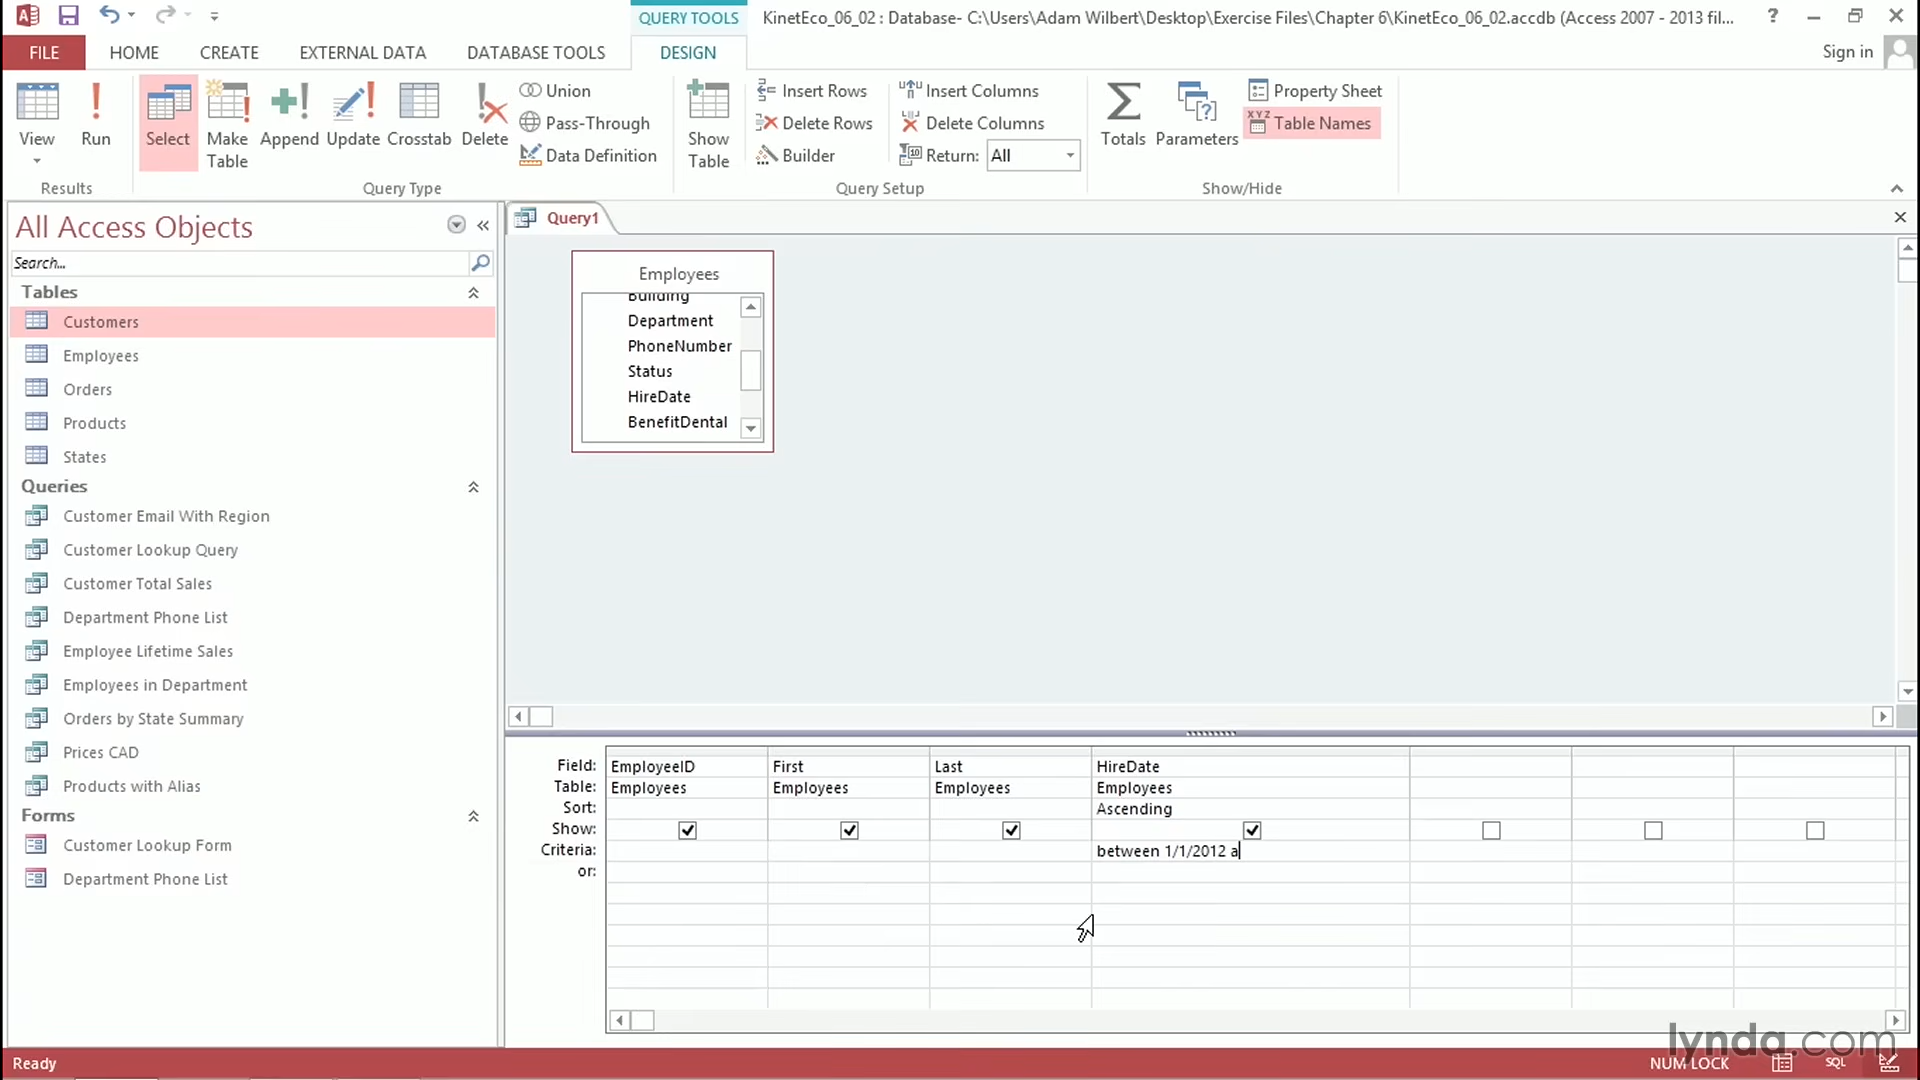 QUERY TOOLS
KinetEco_06_02 : Database- C:\Users\Adam Wilbert\Desktop\Exercise Files\Chapter 6\KinetEco_06_02.accdb (Access 2007 - 2013 fil...
?
FILE
HOME
CREATE
EXTERNAL DATA
DATABASE TOOLS
DESIGN
Sign in
View
Run
Select
Make Table
Append
Update
Crosstab
Delete
Union
Pass-Through
Data Definition
Show Table
Insert Rows
Delete Rows
Builder
Insert Columns
Delete Columns
Return: All
Totals
Parameters
Property Sheet
Table Names
Results
Query Type
Query Setup
Show/Hide
All Access Objects
Search...
Tables
Customers
Employees
Orders
Products
States
Queries
Customer Email With Region
Customer Lookup Query
Customer Total Sales
Department Phone List
Employee Lifetime Sales
Employees in Department
Orders by State Summary
Prices CAD
Products with Alias
Forms
Customer Lookup Form
Department Phone List
Query1
Employees
Building
Department
PhoneNumber
Status
HireDate
BenefitDental
Field: EmployeeID First Last HireDate
Table: Employees Employees Employees Employees
Sort: Ascending
Show:
Criteria: between 1/1/2012 a
or:
lynda.com
Ready
NUM LOCK
SQL